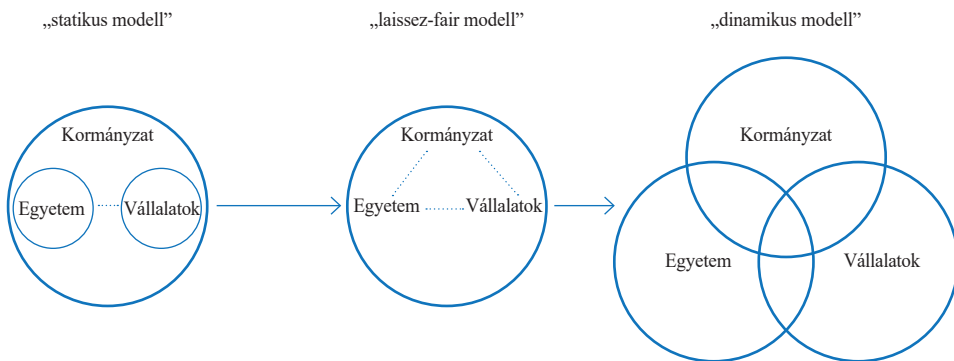 „statikus modell”
„laissez-fair modell”
„dinamikus modell”
Kormányzat
Egyetem
Vállalatok
Kormányzat
Egyetem
Vállalatok
Kormányzat
Egyetem
Vállalatok